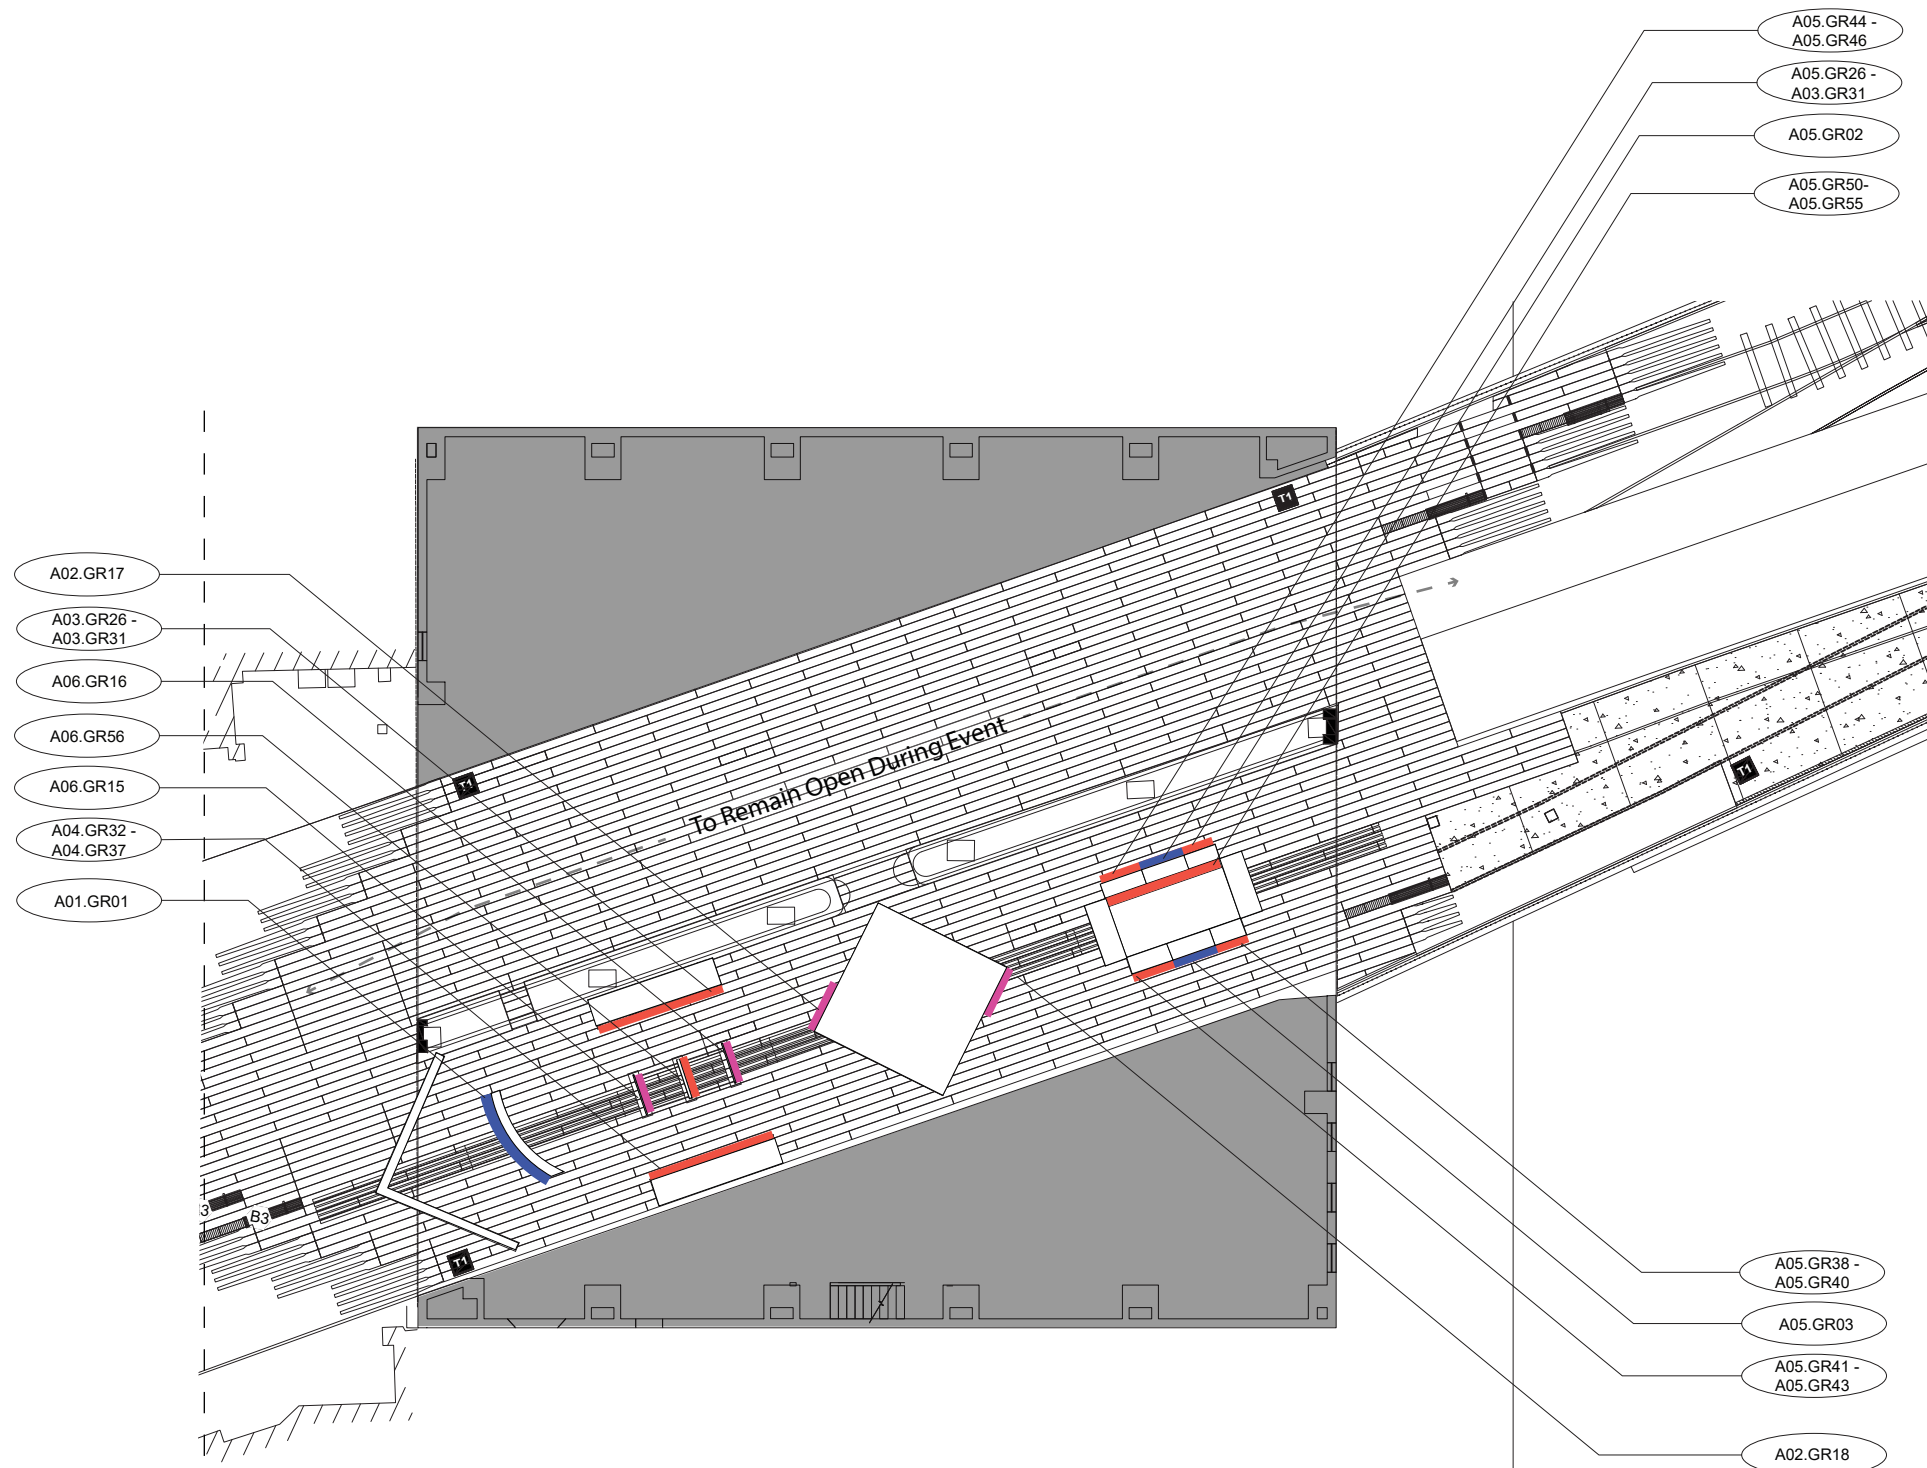 A05.GR44 -
A05.GR46
A05.GR26 -
A03.GR31
A05.GR02
A05.GR50-
A05.GR55
T1
A02.GR17
A03.GR26 -
A03.GR31
A06.GR16
A06.GR56
A06.GR15
A04.GR32 -
A04.GR37
A01.GR01
T1
To Remain Open During Event
T1
3
B3
T1
A05.GR38 -
A05.GR40
A05.GR03
A05.GR41 -
A05.GR43
A02.GR18